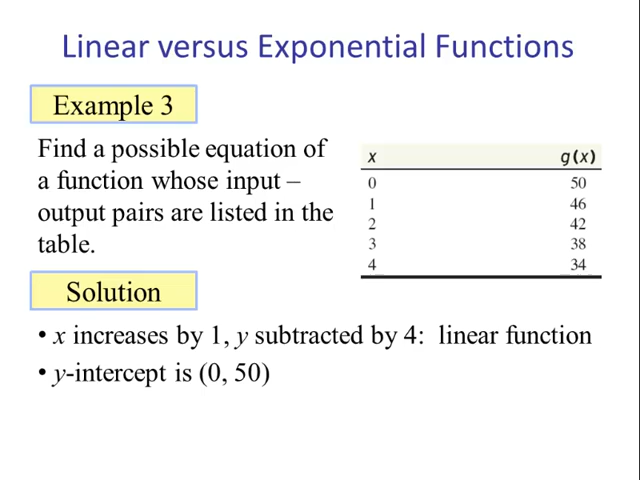 Linear versus Exponential Functions
Example 3
Find a possible equation of
a function whose input –
output pairs are listed in the
table.
x g(x)
0 50
1 46
2 42
3 38
4 34
Solution
• x increases by 1, y subtracted by 4: linear function
• y-intercept is (0, 50)